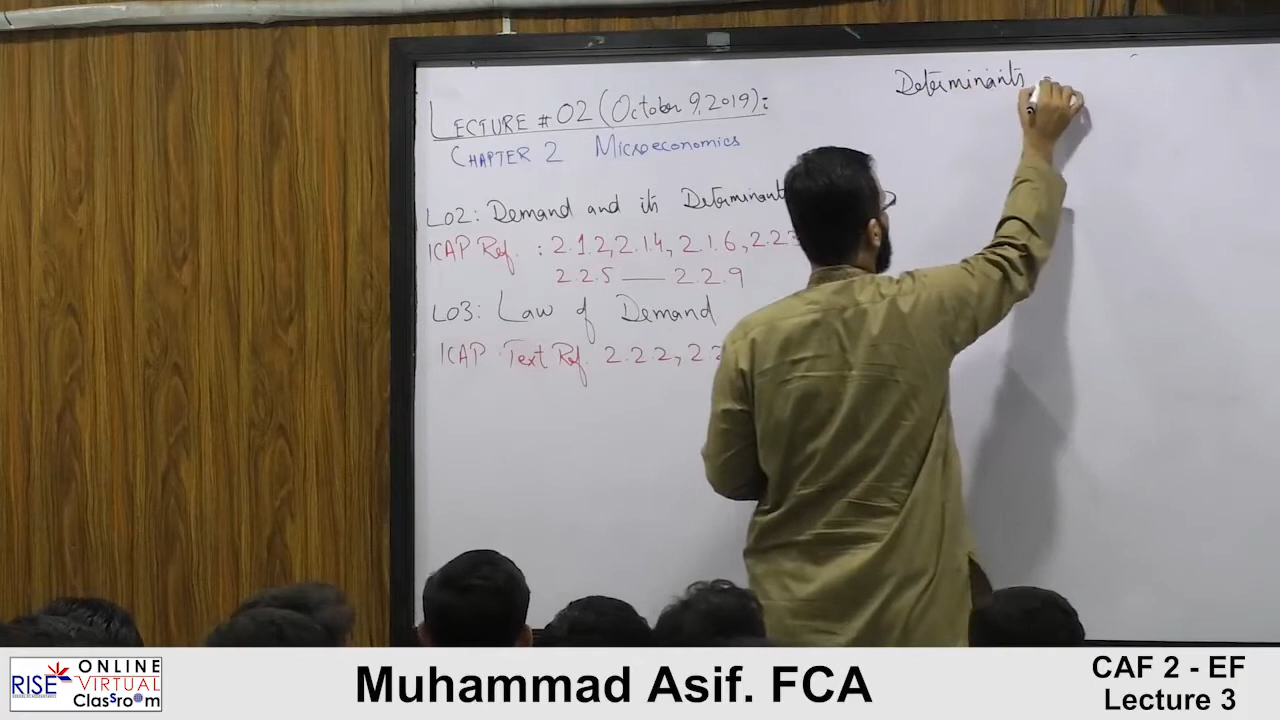 LECTURE # 02 (October 9, 2019):
CHAPTER 2 Microeconomics
LO2: Demand and its Determinant
ICAP Ref. : 2.1.2, 2.1.4, 2.1.6, 2.2.3
2.2.5 — 2.2.9
LO3: Law of Demand
ICAP Text Ref. 2.2.2,
Determinants
RISE
ONLINE
VIRTUAL
Classroom
Muhammad Asif. FCA
CAF 2 - EF
Lecture 3